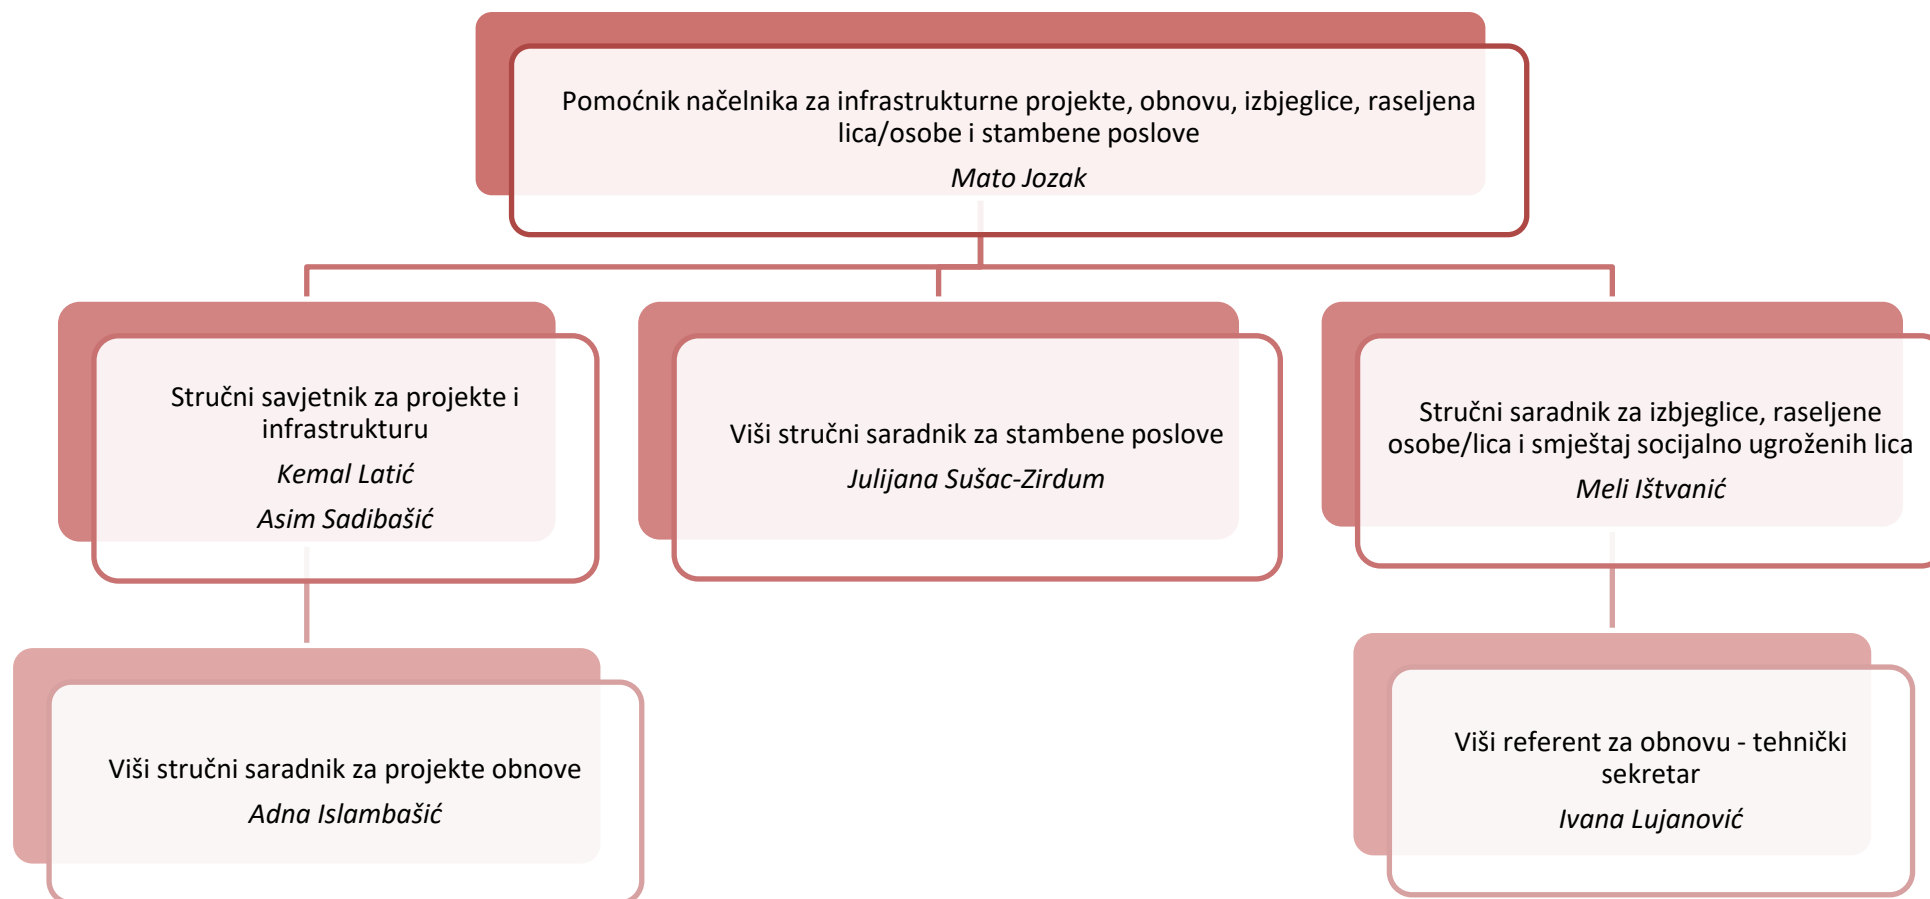 Pomoćnik načelnika za infrastrukturne projekte, obnovu, izbjeglice, raseljena
lica/osobe i stambene poslove
Mato Jozak
Stručni savjetnik za projekte i
infrastrukturu
Kemal Latić
Asim Sadibašić
Viši stručni saradnik za stambene poslove
Julijana Sušac-Zirdum
Stručni saradnik za izbjeglice, raseljene
osobe/lica i smještaj socijalno ugroženih lica
Meli Ištvanić
Viši stručni saradnik za projekte obnove
Adna Islambašić
Viši referent za obnovu - tehnički
sekretar
Ivana Lujanović